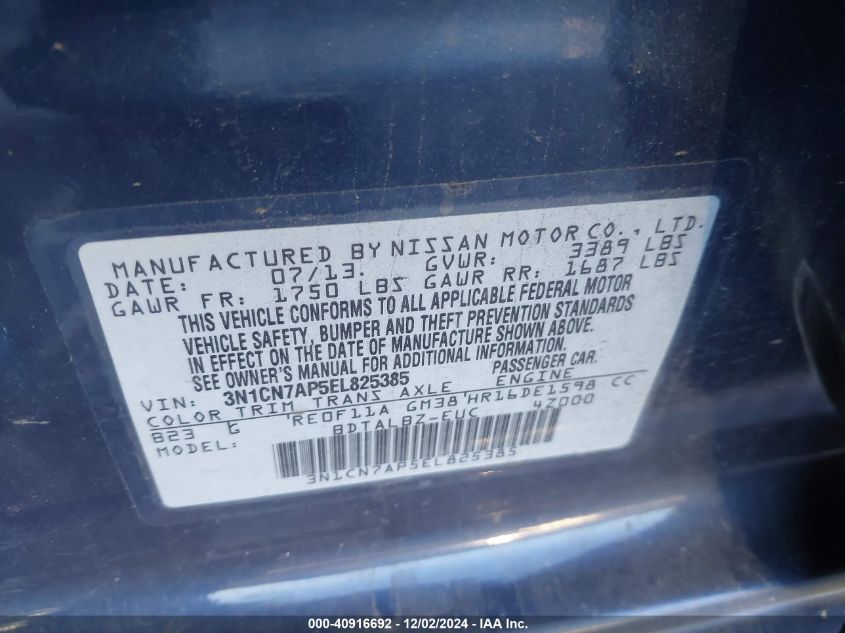 MANUFACTURED BY NISSAN MOTOR CO., LTD.
DATE: 07/13. GVWR: 3389 LBS
GAWR FR: 1750 LBS GAWR RR: 1687 LBS
THIS VEHICLE CONFORMS TO ALL APPLICABLE FEDERAL MOTOR
VEHICLE SAFETY, BUMPER AND THEFT PREVENTION STANDARDS
IN EFFECT ON THE DATE OF MANUFACTURE SHOWN ABOVE.
SEE OWNER'S MANUAL FOR ADDITIONAL INFORMATION.
VIN: 3N1CN7AP5EL825385 PASSENGER CAR.
COLOR TRIM TRANS AXLE ENGINE
B23 G RE0F11A GM38 HR16DE1598 CC
MODEL: BDTALBZ-EUC 42000
3N1CN7AP5EL825385
000-40916692 - 12/02/2024 - IAA Inc.